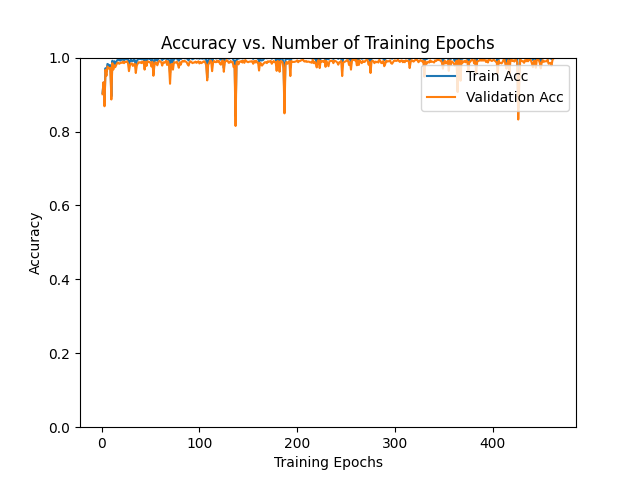 Accuracy vs. Number of Training Epochs
Train Acc
Validation Acc
Accuracy
1.0
0.8
0.6
0.4
0.2
0.0
0 100 200 300 400
Training Epochs